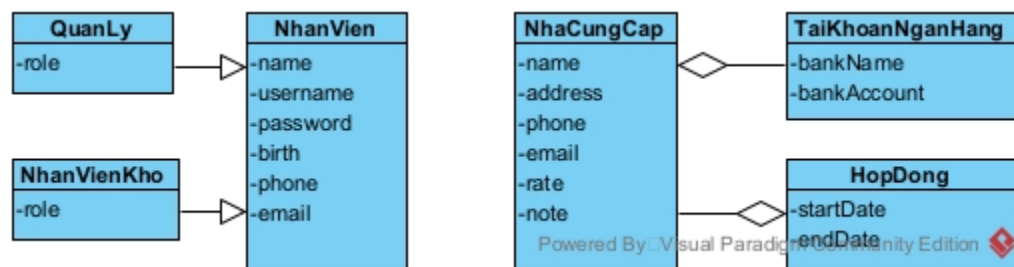 QuanLy
-role
NhanVien
-name
-username
-password
-birth
-phone
-email
NhanVienKho
-role
NhaCungCap
-name
-address
-phone
-email
-rate
-note
TaiKhoanNganHang
-bankName
-bankAccount
HopDong
-startDate
-endDate
Powered By Visual Paradigm Community Edition